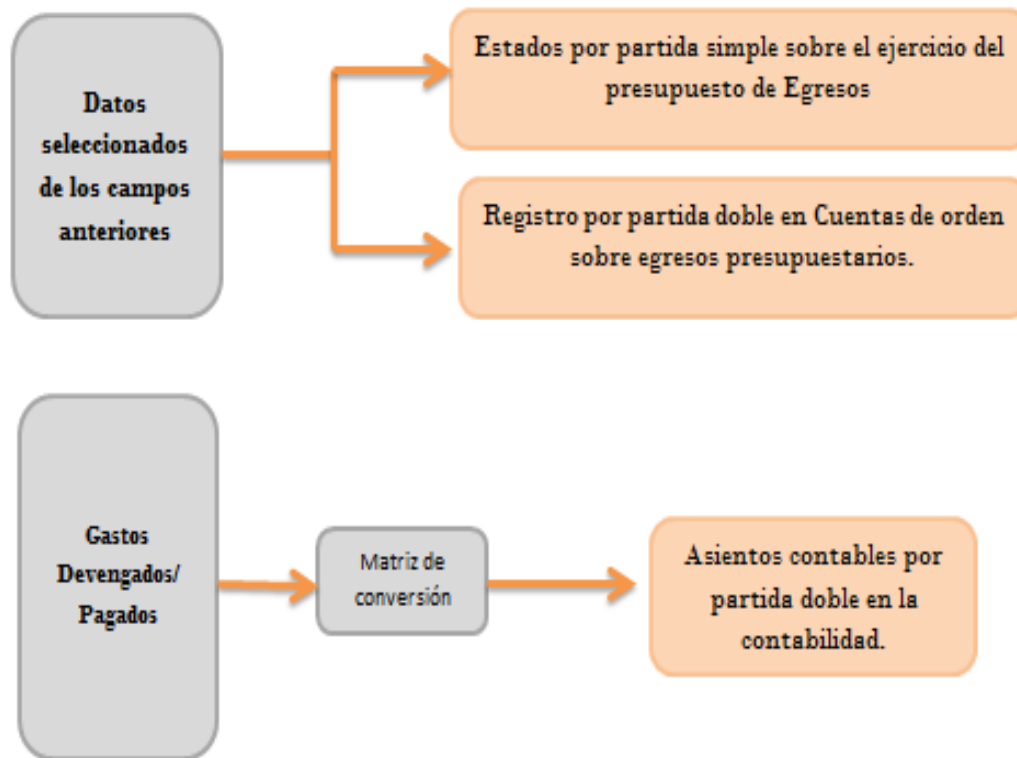 Datos
seleccionados
de los campos
anteriores
Estados por partida simple sobre el ejercicio del
presupuesto de Egresos
Registro por partida doble en Cuentas de orden
sobre egresos presupuestarios.
Gastos
Devengados/
Pagados
Matriz de
conversión
Asientos contables por
partida doble en la
contabilidad.